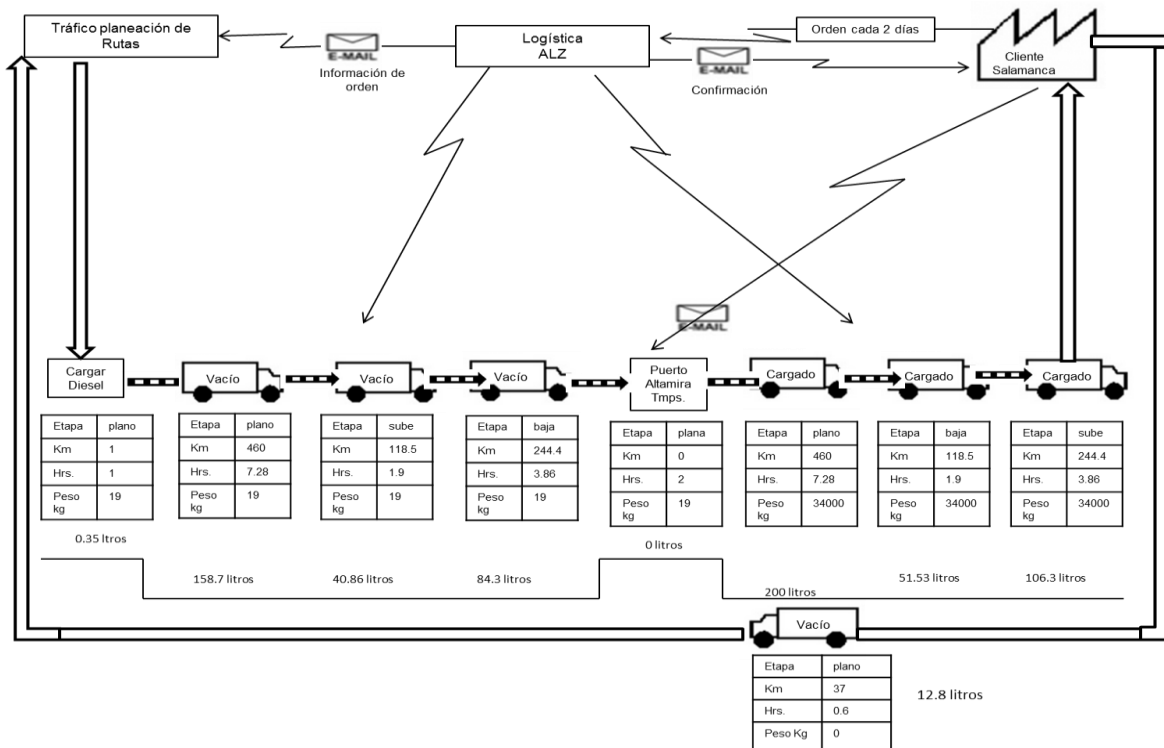 Tráfico planeación de
Rutas
E-MAIL
Información de
orden
Logística
ALZ
Orden cada 2 días
E-MAIL
Confirmación
Cliente
Salamanca
E-MAIL
Cargar
Diesel
Vacío
Vacío
Vacío
Puerto
Altamira
Tmps.
Cargado
Cargado
Cargado
Etapa plano
Km 1
Hrs. 1
Peso kg 19
Etapa plano
Km 460
Hrs. 7.28
Peso kg 19
Etapa sube
Km 118.5
Hrs. 1.9
Peso kg 19
Etapa baja
Km 244.4
Hrs. 3.86
Peso kg 19
Etapa plana
Km 0
Hrs. 2
Peso kg 19
Etapa plano
Km 460
Hrs. 7.28
Peso kg 34000
Etapa baja
Km 118.5
Hrs. 1.9
Peso kg 34000
Etapa sube
Km 244.4
Hrs. 3.86
Peso kg 34000
0.35 ltros
158.7 litros
40.86 litros
84.3 litros
0 litros
200 litros
51.53 litros
106.3 litros
Vacío
Etapa plano
Km 37
Hrs. 0.6
Peso Kg 0
12.8 litros